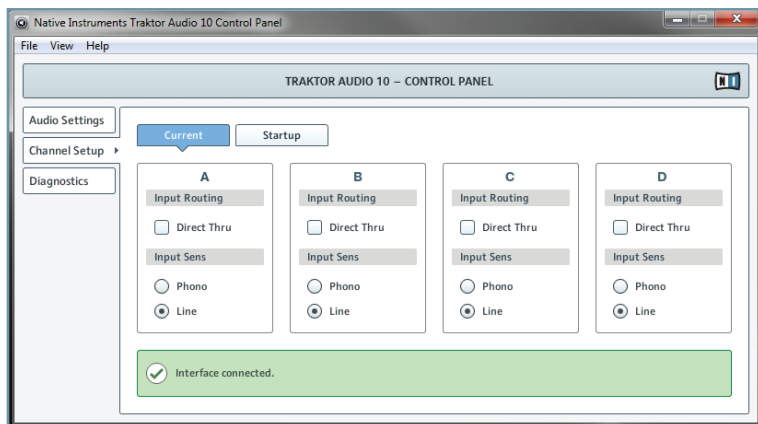 Native Instruments Traktor Audio 10 Control Panel
File View Help
TRAKTOR AUDIO 10 – CONTROL PANEL
NI
Audio Settings
Channel Setup
Diagnostics
Current Startup
A B C D
Input Routing Input Routing Input Routing Input Routing
Direct Thru Direct Thru Direct Thru Direct Thru
Input Sens Input Sens Input Sens Input Sens
Phono Phono Phono Phono
Line Line Line Line
Interface connected.